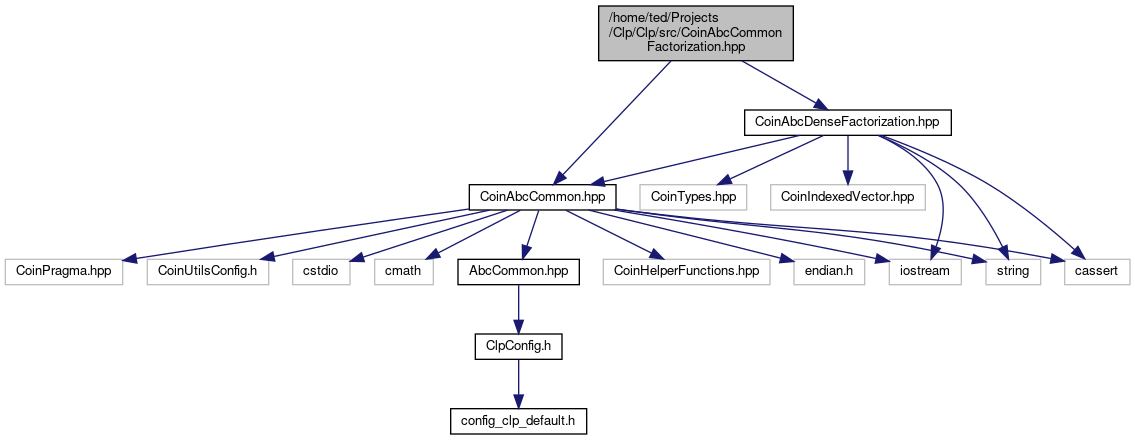 /home/ted/Projects
/Clp/Clp/src/CoinAbcCommon
Factorization.hpp
CoinAbcDenseFactorization.hpp
CoinAbcCommon.hpp
CoinTypes.hpp
CoinIndexedVector.hpp
CoinPragma.hpp
CoinUtilsConfig.h
cstdio
cmath
AbcCommon.hpp
CoinHelperFunctions.hpp
endian.h
iostream
string
cassert
ClpConfig.h
config_clp_default.h